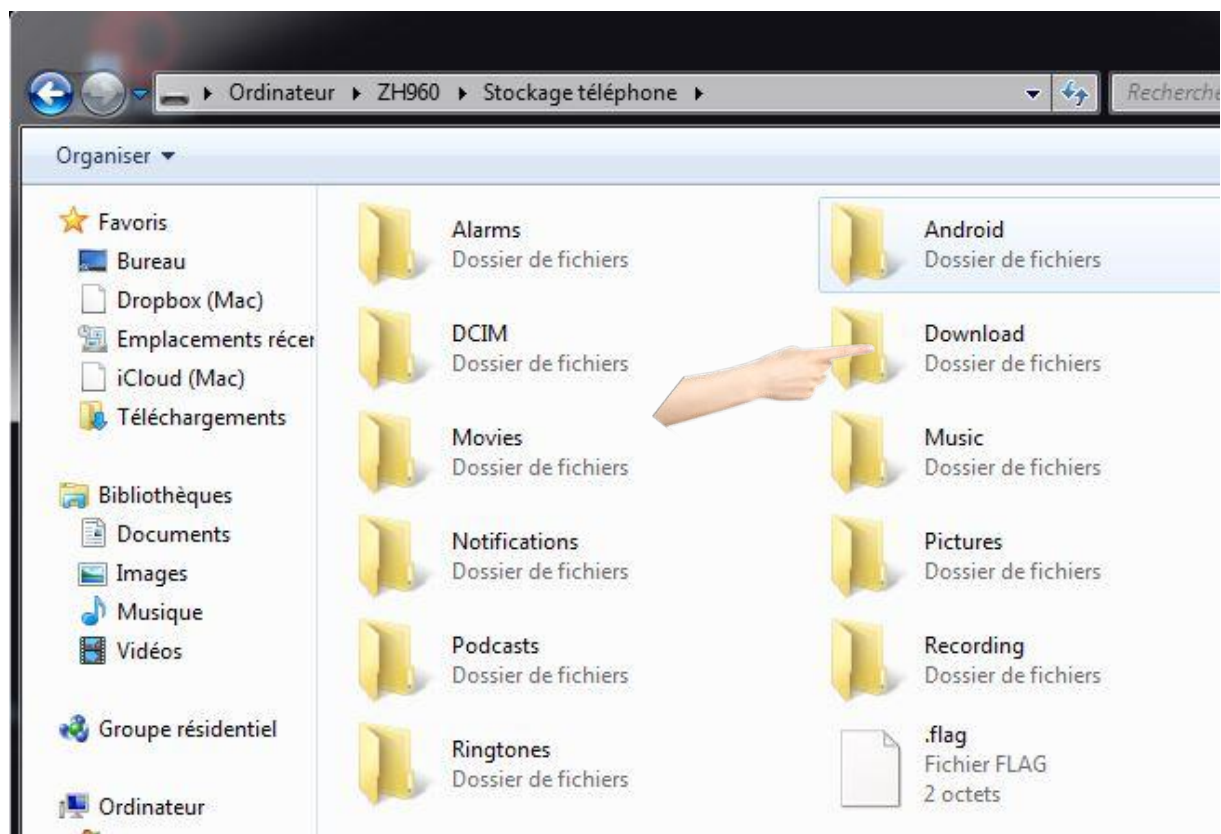 Ordinateur ZH960 Stockage téléphone
Recherche
Organiser
Favoris
Bureau
Dropbox (Mac)
Emplacements récer
iCloud (Mac)
Téléchargements
Bibliothèques
Documents
Images
Musique
Vidéos
Groupe résidentiel
Ordinateur
Alarms
Dossier de fichiers
Android
Dossier de fichiers
DCIM
Dossier de fichiers
Download
Dossier de fichiers
Movies
Dossier de fichiers
Music
Dossier de fichiers
Notifications
Dossier de fichiers
Pictures
Dossier de fichiers
Podcasts
Dossier de fichiers
Recording
Dossier de fichiers
Ringtones
Dossier de fichiers
.flag
Fichier FLAG
2 octets